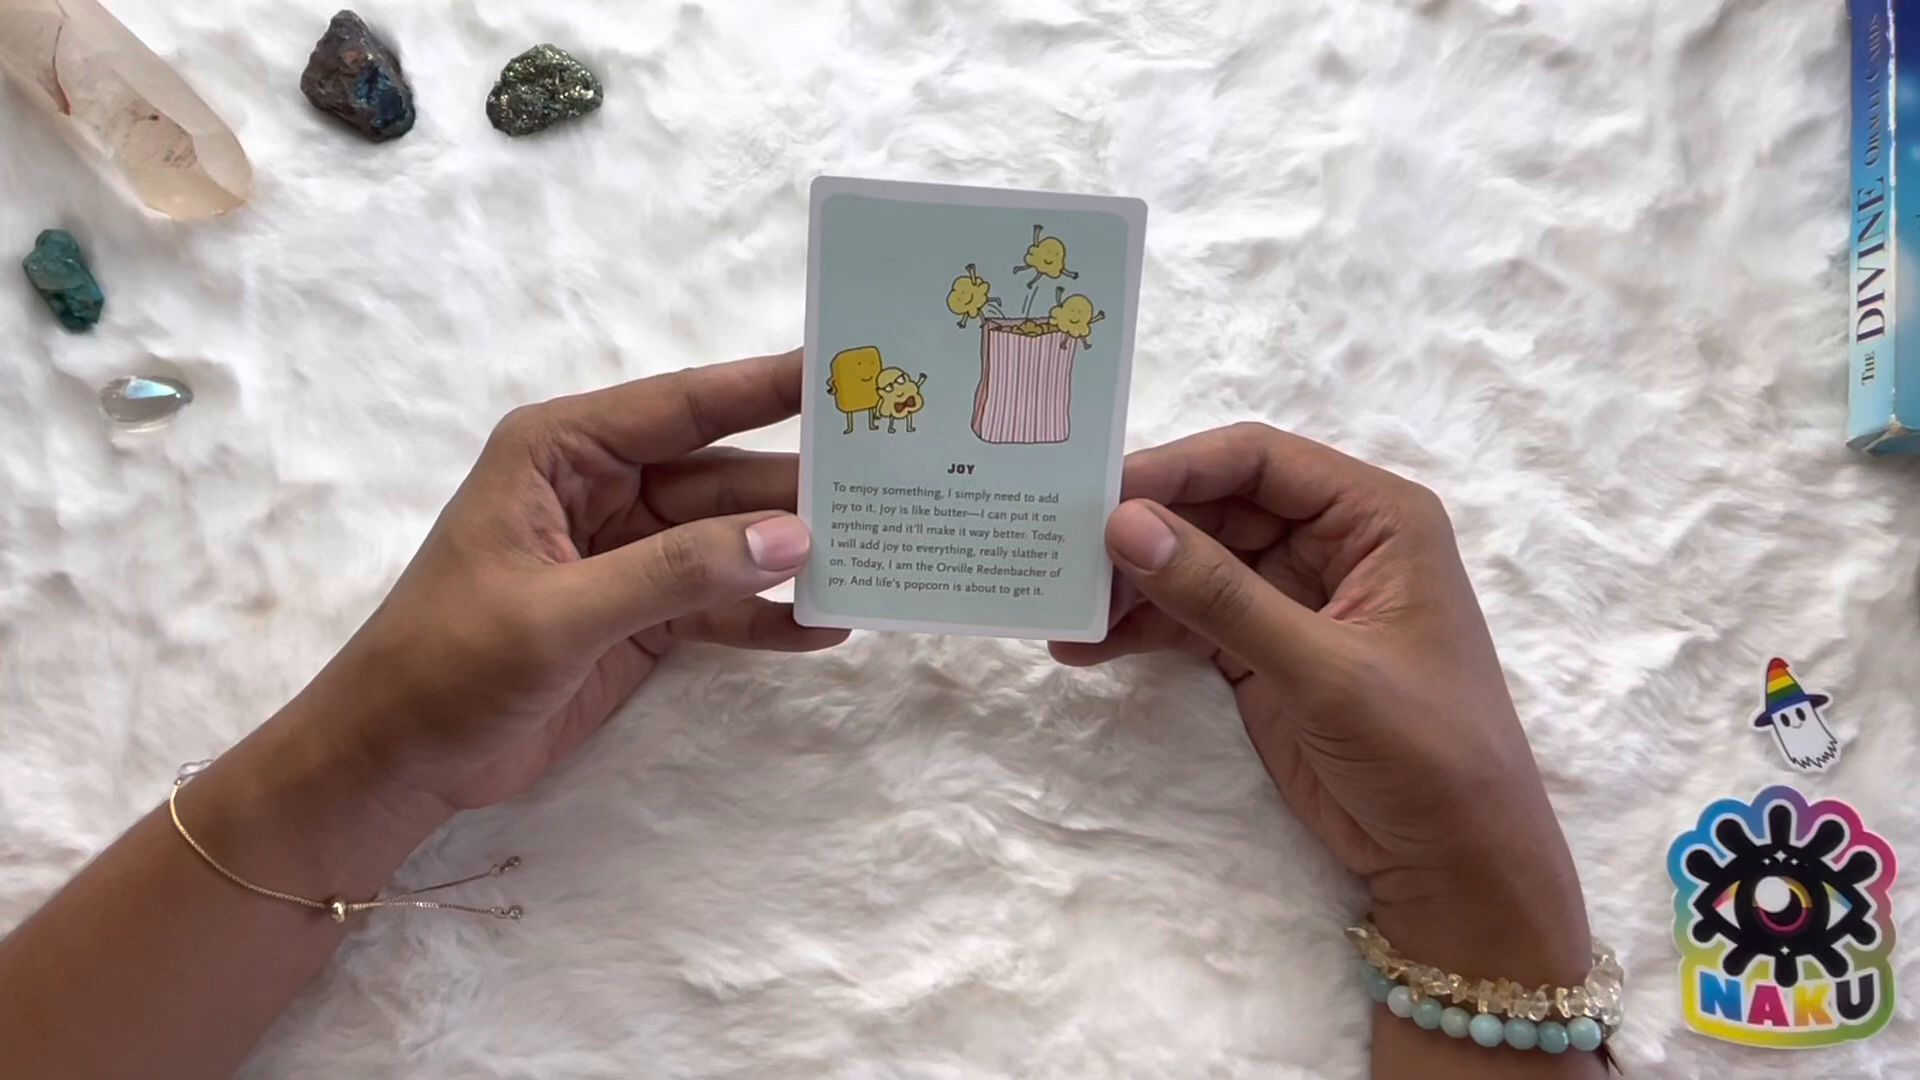 JOY
To enjoy something, I simply need to add
joy to it. Joy is like butter—I can put it on
anything and it'll make it way better. Today,
I will add joy to everything, really slather it
on. Today, I am the Orville Redenbacher of
joy. And life's popcorn is about to get it.
THE DIVINE ORACLE CARDS
NAKU